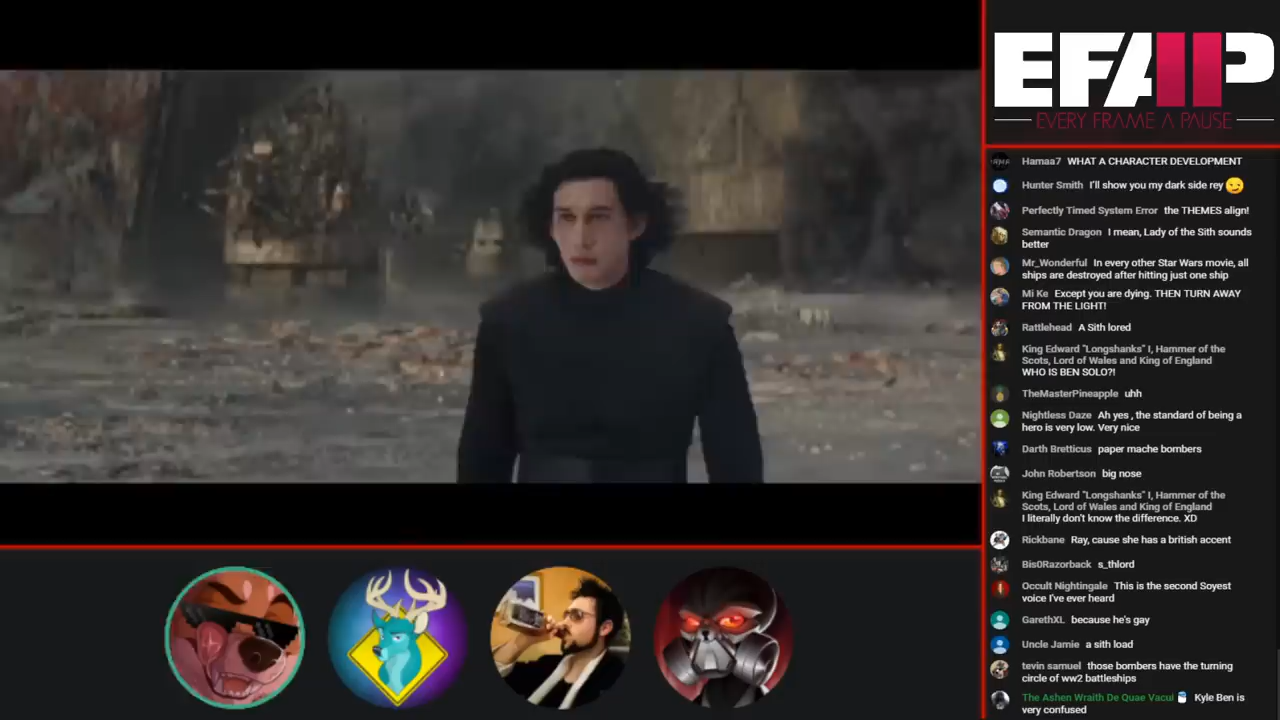 EFAP
EVERY FRAME A PAUSE
Hamaa7 WHAT A CHARACTER DEVELOPMENT
Hunter Smith I'll show you my dark side rey
Perfectly Timed System Error the THEMES align!
Semantic Dragon I mean, Lady of the Sith sounds
better
Mr_Wonderful In every other Star Wars movie, all
ships are destroyed after hitting just one ship
Mi Ke Except you are dying. THEN TURN AWAY
FROM THE LIGHT!
Rattlehead A Sith lored
King Edward "Longshanks" I, Hammer of the
Scots, Lord of Wales and King of England
WHO IS BEN SOLO?!
TheMasterPineapple uhh
Nightless Daze Ah yes , the standard of being a
hero is very low. Very nice
Darth Bretticus paper mache bombers
John Robertson big nose
King Edward "Longshanks" I, Hammer of the
Scots, Lord of Wales and King of England
I literally don't know the difference. XD
Rickbane Ray, cause she has a british accent
Bis0Razorback s_thlord
Occult Nightingale This is the second Soyest
voice I've ever heard
GarethXL because he's gay
Uncle Jamie a sith load
tevin samuel those bombers have the turning
circle of ww2 battleships
The Ashen Wraith De Quae Vacui Kyle Ben is
very confused